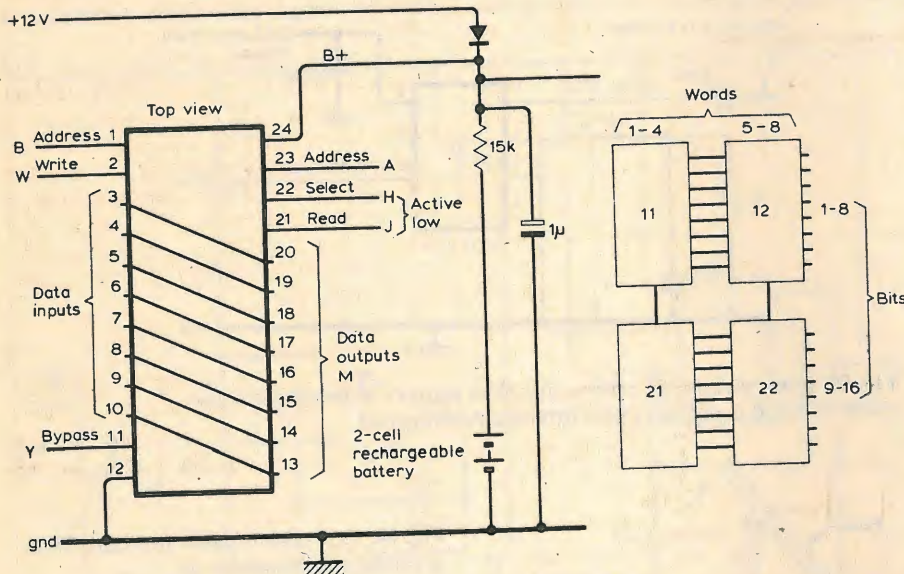 +12V
B+
Top view
B Address 1
W Write 2
3
4
5
6
7
8
9
10
Data
inputs
Y Bypass 11
12
24
23 Address A
22 Select H
21 Read J
Active
low
20
19
18
17
16
15
14
13
Data
outputs
M
15k
1µ
2-cell
rechargeable
battery
gnd
Words
1-4 5-8
11 12 1-8
Bits
21 22 9-16